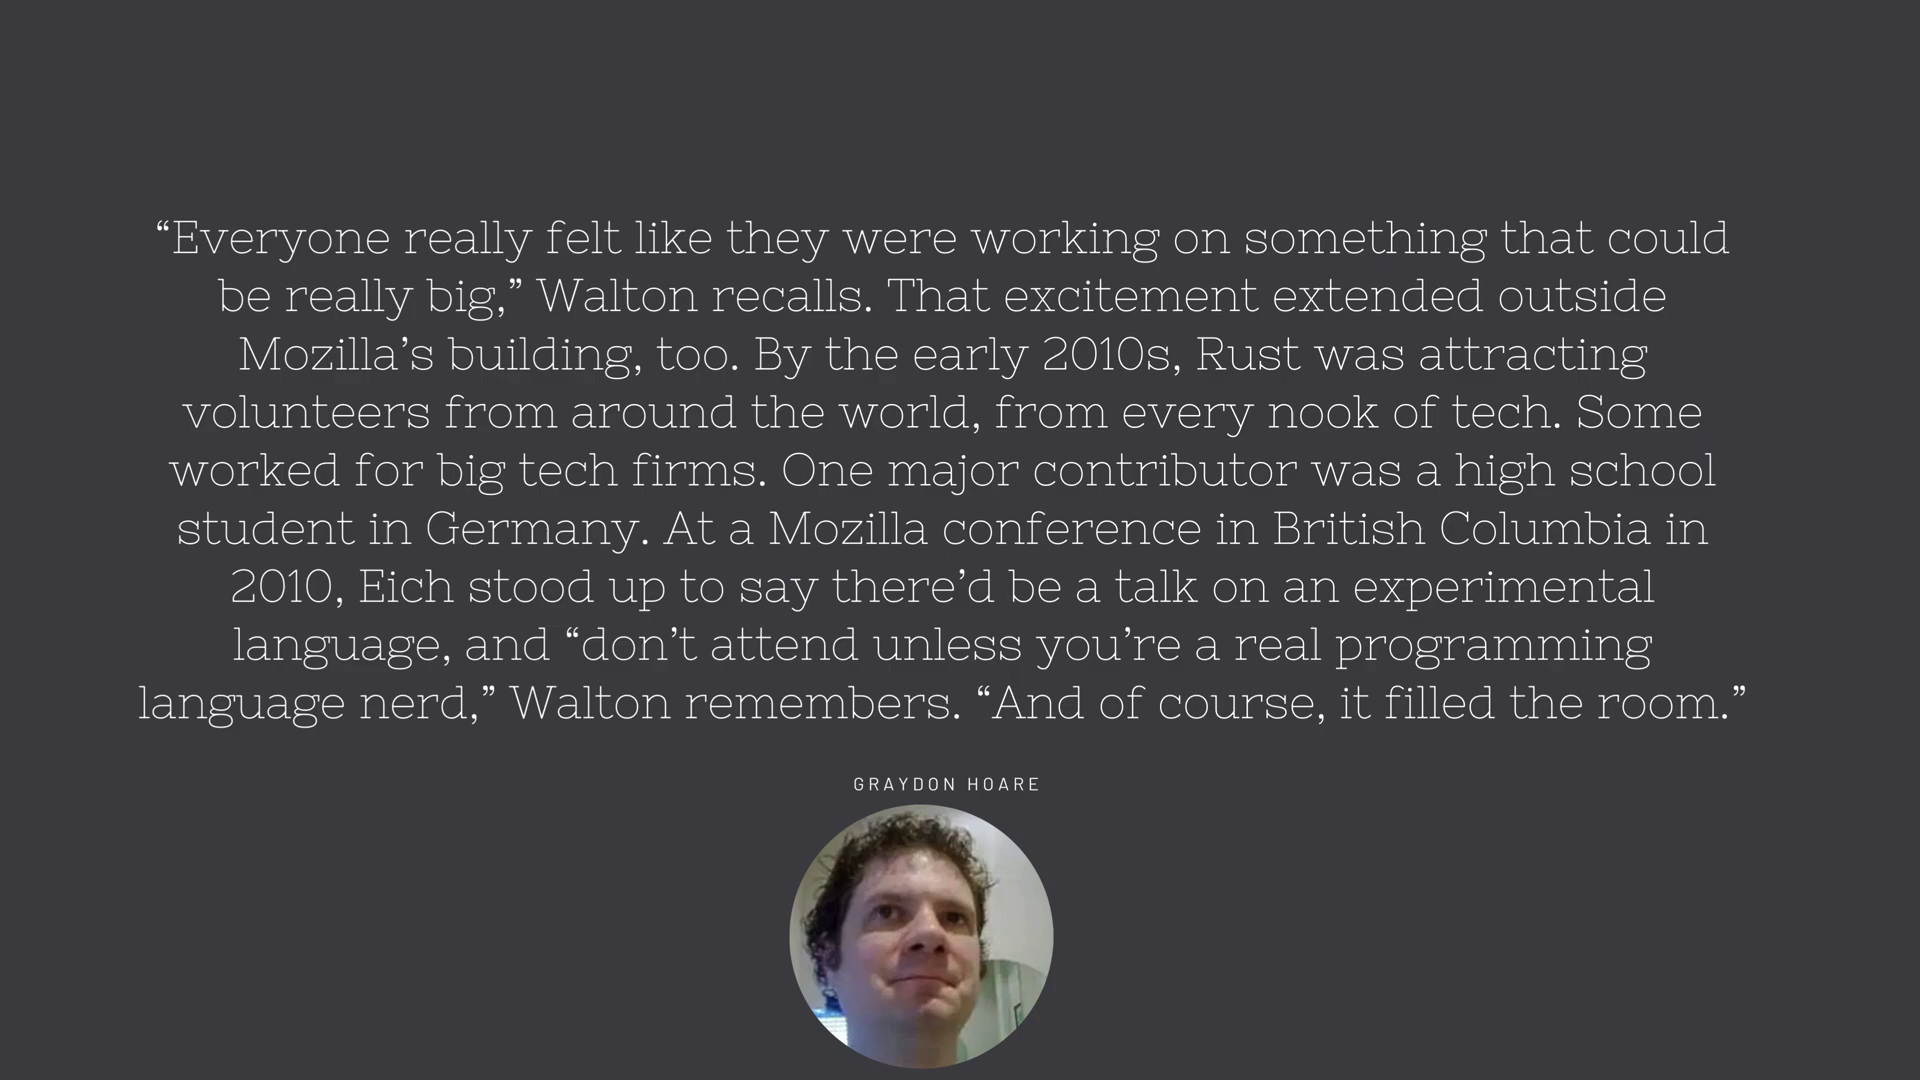 “Everyone really felt like they were working on something that could
be really big,” Walton recalls. That excitement extended outside
Mozilla’s building, too. By the early 2010s, Rust was attracting
volunteers from around the world, from every nook of tech. Some
worked for big tech firms. One major contributor was a high school
student in Germany. At a Mozilla conference in British Columbia in
2010, Eich stood up to say there’d be a talk on an experimental
language, and “don’t attend unless you’re a real programming
language nerd,” Walton remembers. “And of course, it filled the room.”
GRAYDON HOARE